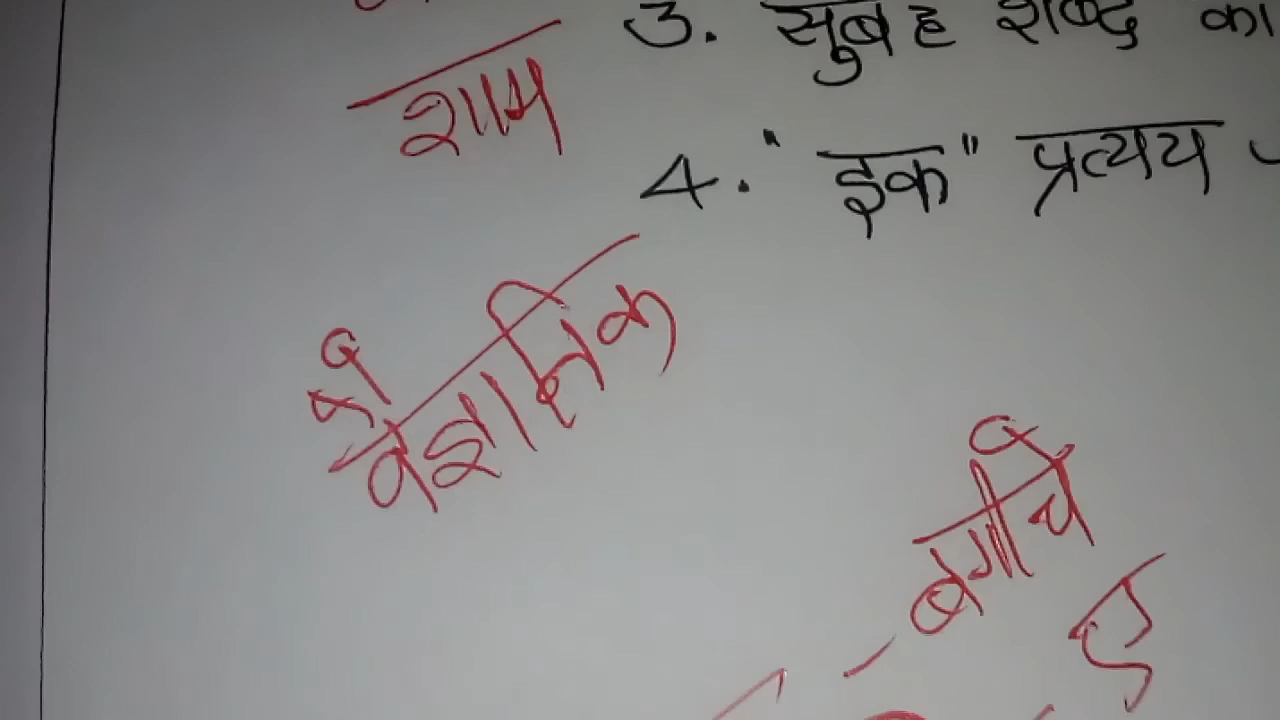 3. सुबह शब्द का
शाम
4. "इक" प्रत्यय
वैज्ञानिक
बगीचे